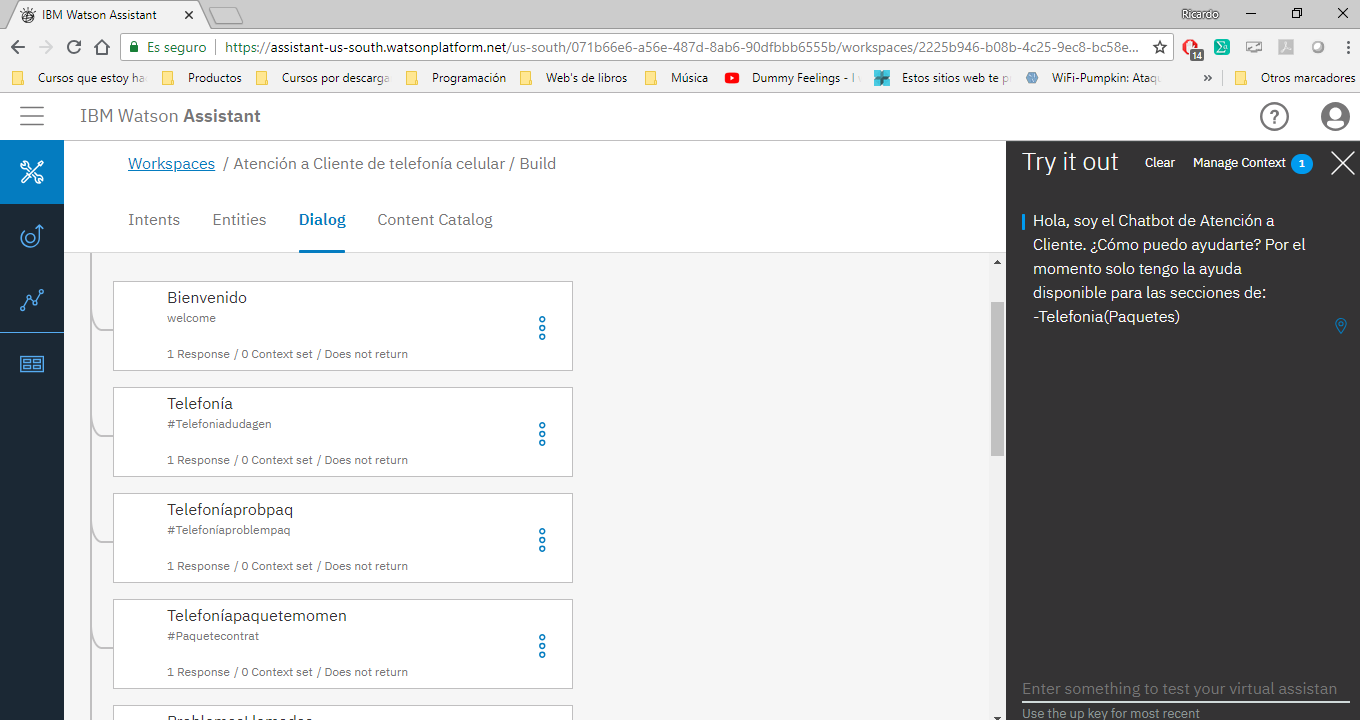 IBM Watson Assistant
Ricardo
Es seguro
https://assistant-us-south.watsonplatform.net/us-south/071b66e6-a56e-487d-8ab6-90dfbbb6555b/workspaces/2225b946-b08b-4c25-9ec8-bc58e...
14
Cursos que estoy ha
Productos
Cursos por descarga
Programación
Web's de libros
Música
Dummy Feelings -
Estos sitios web te p
WiFi-Pumpkin: Ataq
»
Otros marcadores
IBM Watson Assistant
?
Workspaces / Atención a Cliente de telefonía celular / Build
Intents
Entities
Dialog
Content Catalog
Bienvenido
welcome
1 Response / 0 Context set / Does not return
Telefonía
#Telefoniadudagen
1 Response / 0 Context set / Does not return
Telefoníaprobpaq
#Telefoníaproblempaq
1 Response / 0 Context set / Does not return
Telefoníapaquetemomen
#Paquetecontrat
1 Response / 0 Context set / Does not return
Try it out
Clear
Manage Context 1
Hola, soy el Chatbot de Atención a
Cliente. ¿Cómo puedo ayudarte? Por el
momento solo tengo la ayuda
disponible para las secciones de:
-Telefonia(Paquetes)
Enter something to test your virtual assistan
Use the up key for most recent